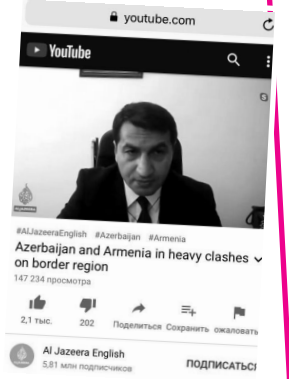 youtube.com
YouTube
ALJAZEERA
#AlJazeeraEnglish #Azerbaijan #Armenia
Azerbaijan and Armenia in heavy clashes
on border region
147 234 просмотра
2,1 тыс. 202 Поделиться Сохранить ожаловать
Al Jazeera English
5,81 млн подписчиков
ПОДПИСАТЬС